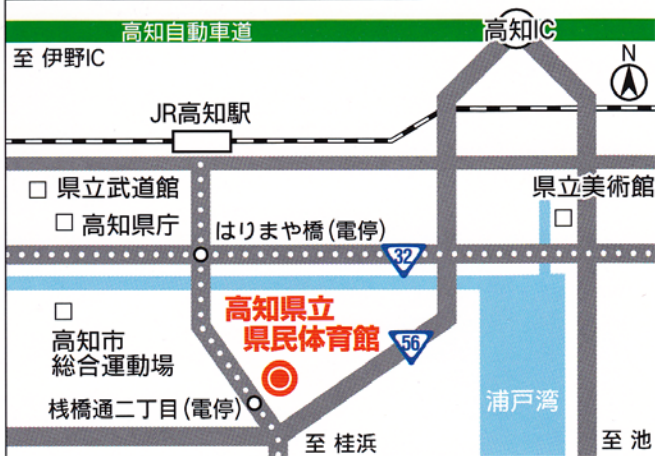 高知自動車道
高知IC
至 伊野IC
N
JR高知駅
県立武道館
県立美術館
高知県庁
はりまや橋(電停)
32
高知県立
県民体育館
高知市
総合運動場
56
桟橋通二丁目(電停)
浦戸湾
至 桂浜
至 池